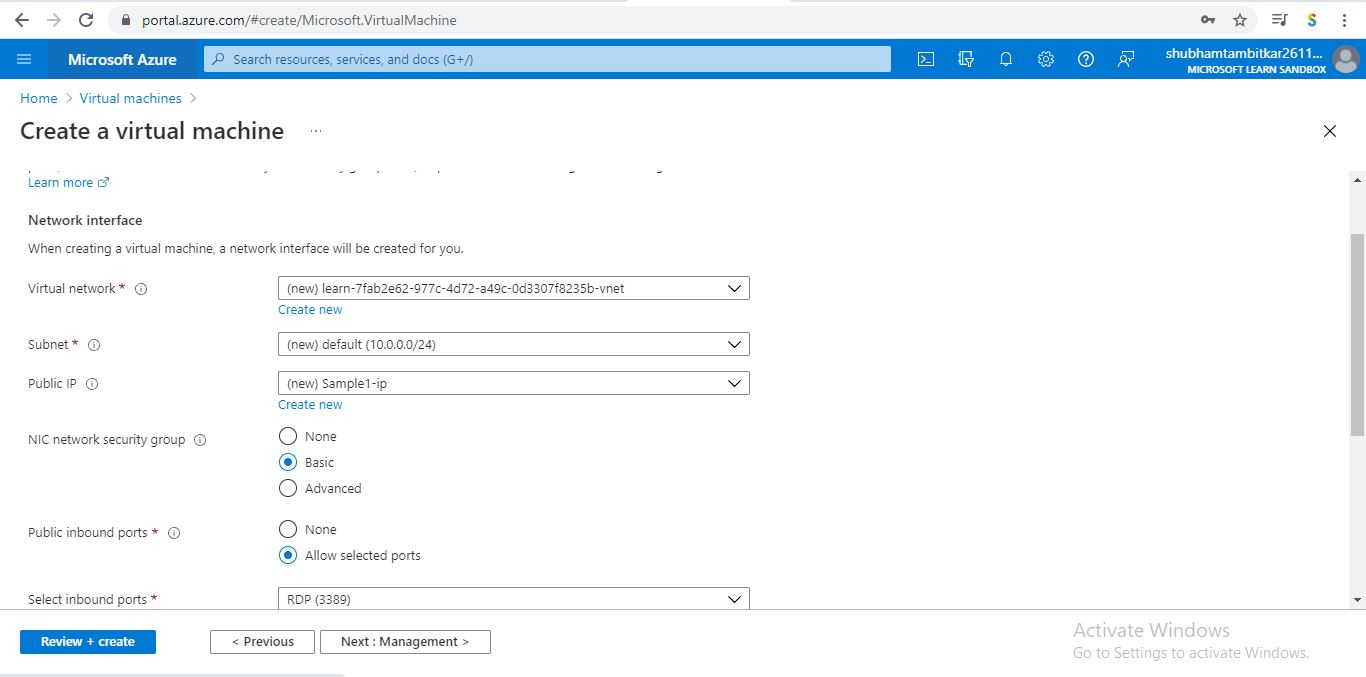 portal.azure.com/#create/Microsoft.VirtualMachine
Microsoft Azure
Search resources, services, and docs (G+/)
shubhamtambitkar2611...
MICROSOFT LEARN SANDBOX
Home > Virtual machines >
Create a virtual machine ...
Learn more
Network interface
When creating a virtual machine, a network interface will be created for you.
Virtual network * (new) learn-7fab2e62-977c-4d72-a49c-0d3307f8235b-vnet
Create new
Subnet * (new) default (10.0.0.0/24)
Public IP (new) Sample1-ip
Create new
NIC network security group
None
Basic
Advanced
Public inbound ports *
None
Allow selected ports
Select inbound ports * RDP (3389)
Review + create
< Previous
Next : Management >
Activate Windows
Go to Settings to activate Windows.